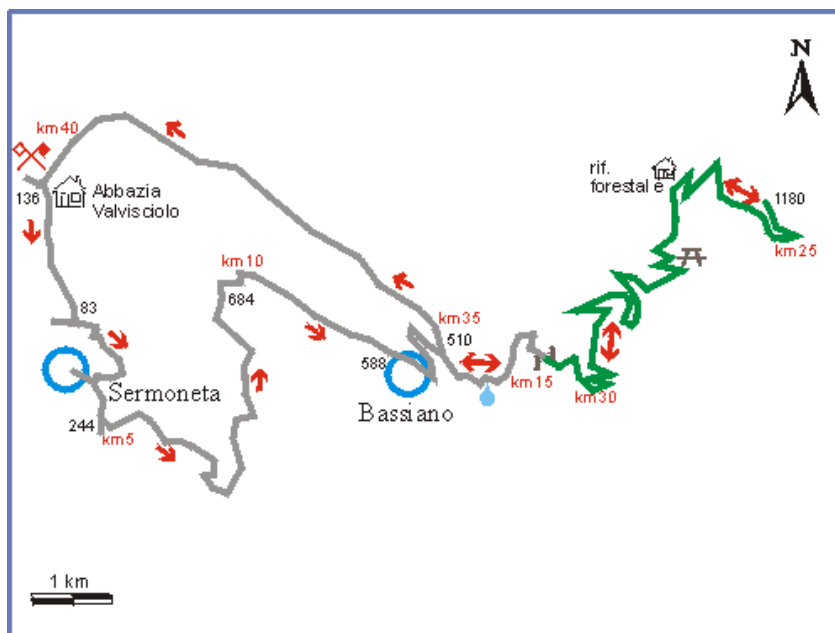 N
km40
rif.
forestale
136
Abbazia
Valvisciolo
1180
km25
km10
684
83
km35
510
588
km15
km30
Sermoneta
Bassiano
244
km5
1 km